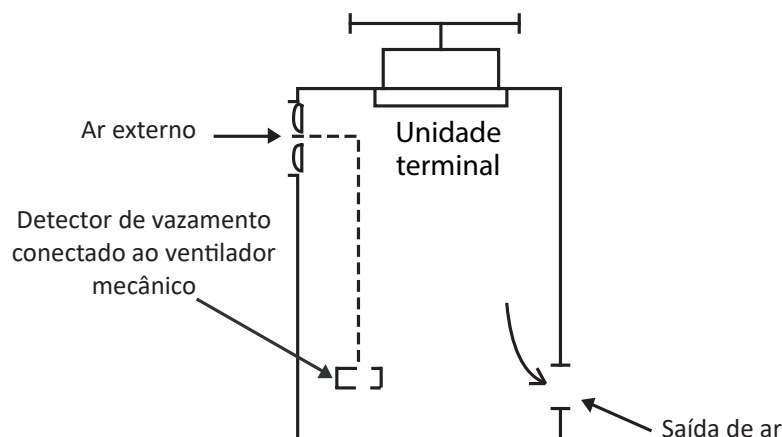 Ar externo
Unidade
terminal
Detector de vazamento
conectado ao ventilador
mecânico
Saída de ar